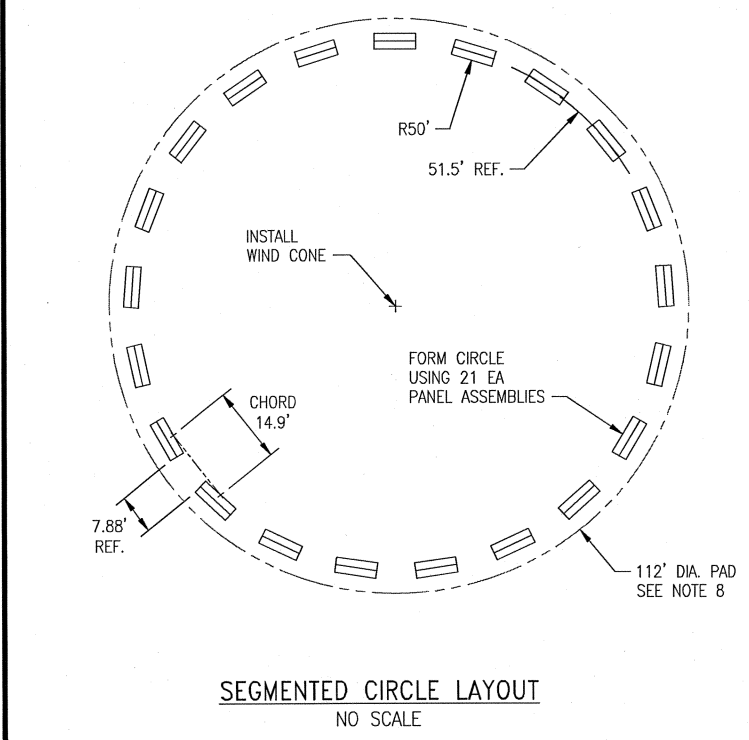 R50'
51.5' REF.
INSTALL
WIND CONE
FORM CIRCLE
USING 21 EA
PANEL ASSEMBLIES
CHORD
14.9'
7.88'
REF.
112' DIA. PAD
SEE NOTE 8
SEGMENTED CIRCLE LAYOUT
NO SCALE